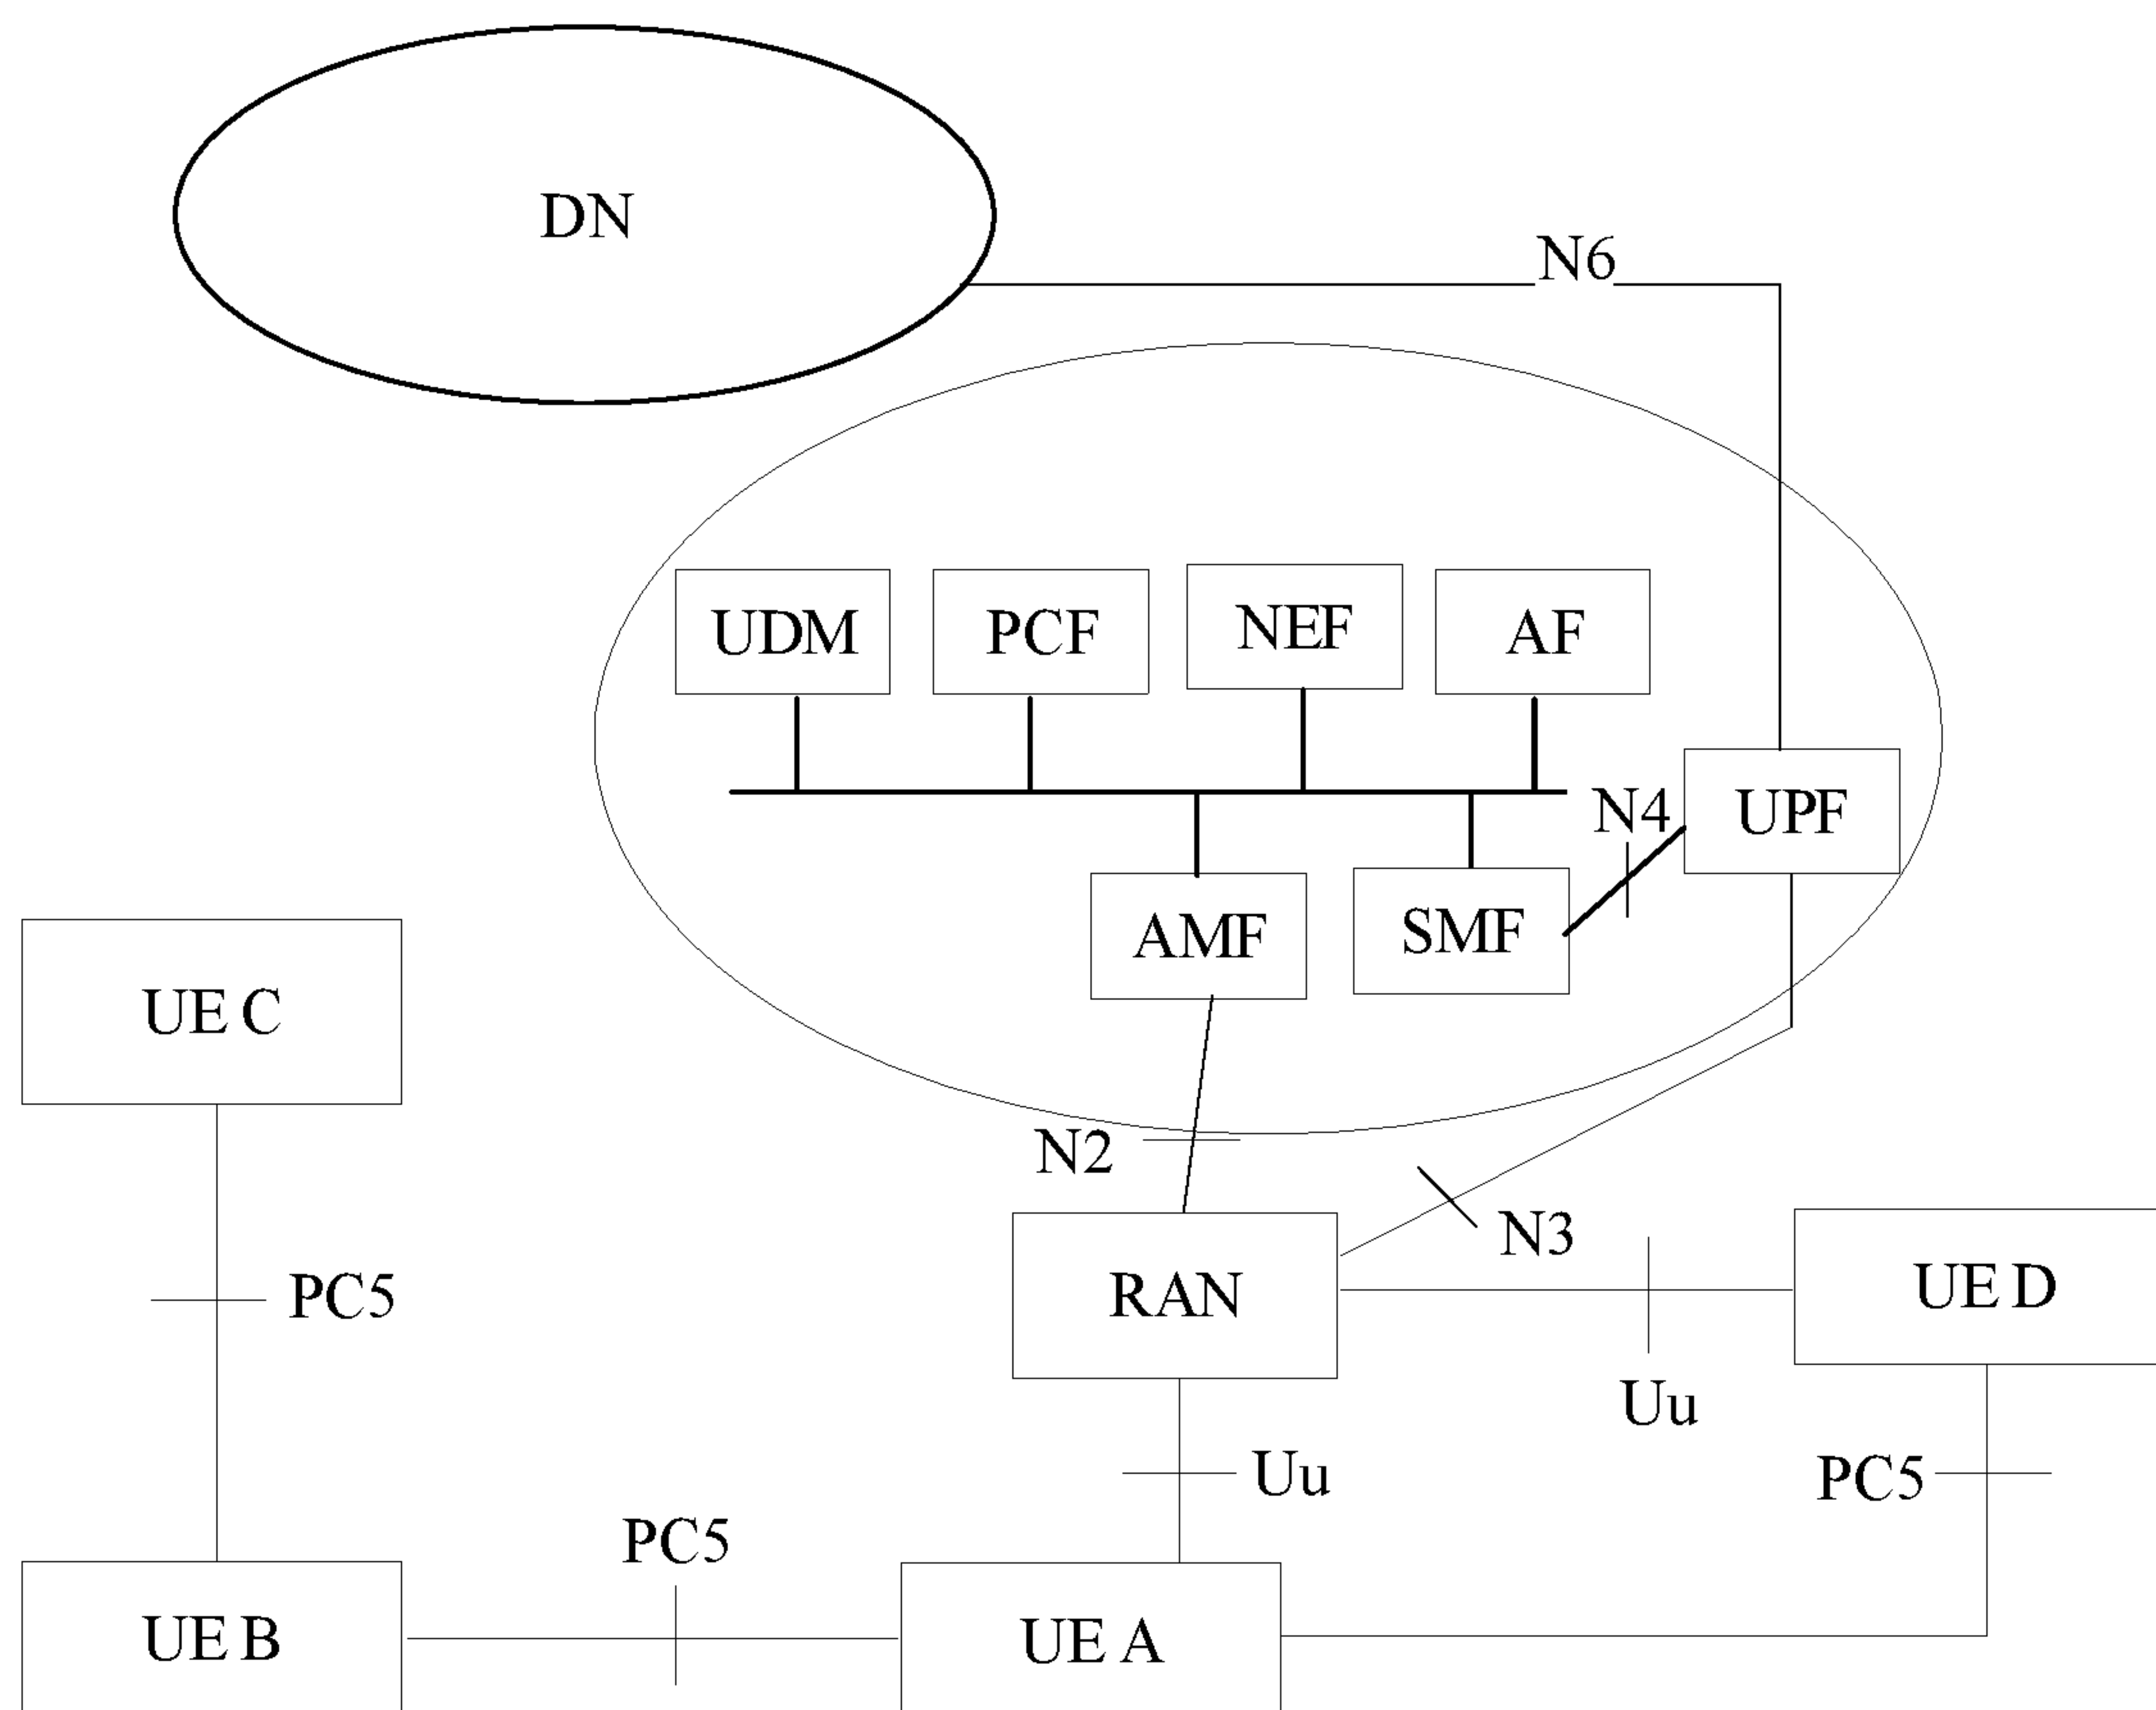 DN
N6
UDM
PCF
NEF
AF
N4
UPF
AMF
SMF
UE C
N2
N3
RAN
UE D
PC5
Uu
Uu
PC5
PC5
UE B
UE A